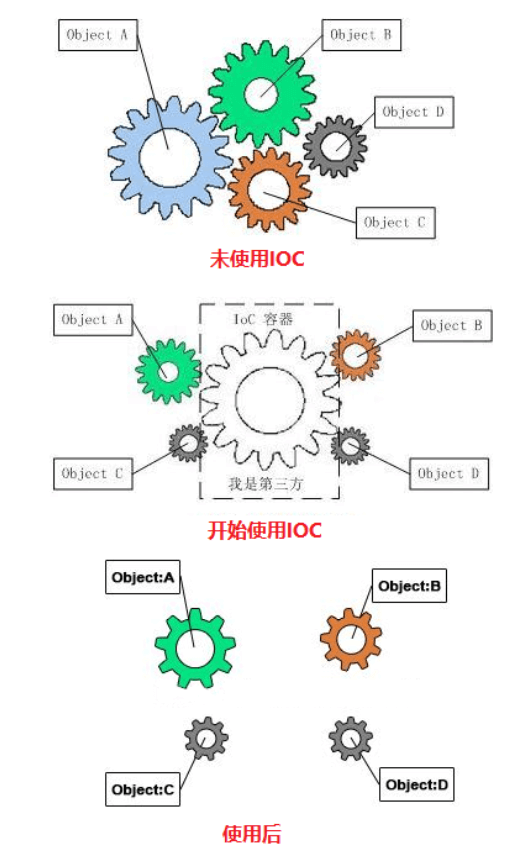 Object A
Object B
Object D
Object C
未使用IOC
IoC 容器
Object A
Object B
Object C
Object D
我是第三方
开始使用IOC
Object:A
Object:B
Object:C
Object:D
使用后